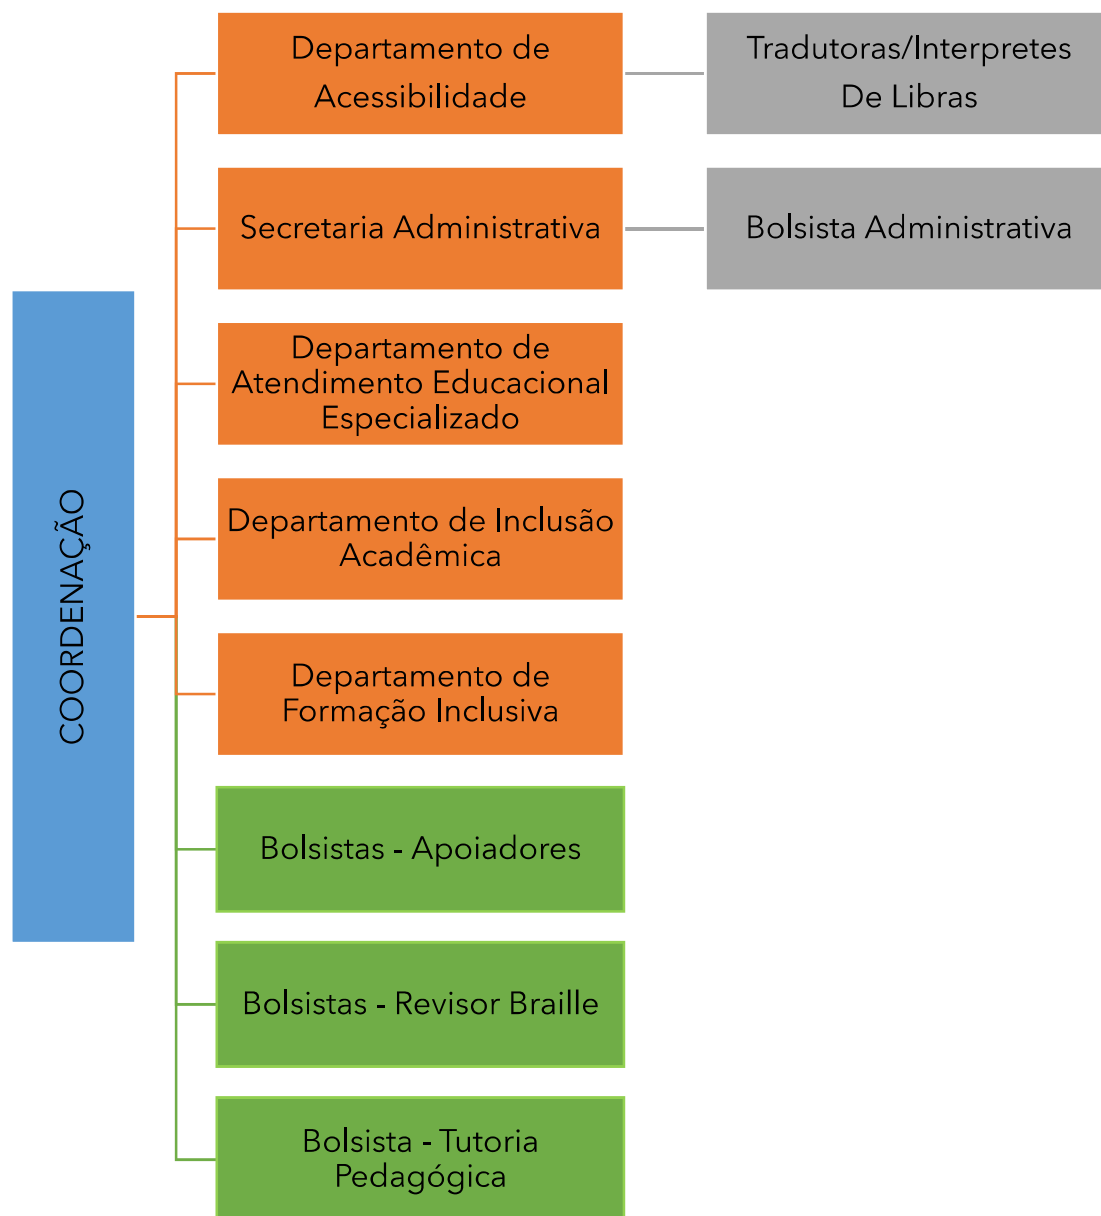 COORDENAÇÃO
Departamento de
Acessibilidade
Tradutoras/Interpretes
De Libras
Secretaria Administrativa
Bolsista Administrativa
Departamento de
Atendimento Educacional
Especializado
Departamento de Inclusão
Acadêmica
Departamento de
Formação Inclusiva
Bolsistas - Apoiadores
Bolsistas - Revisor Braille
Bolsista - Tutoria
Pedagógica